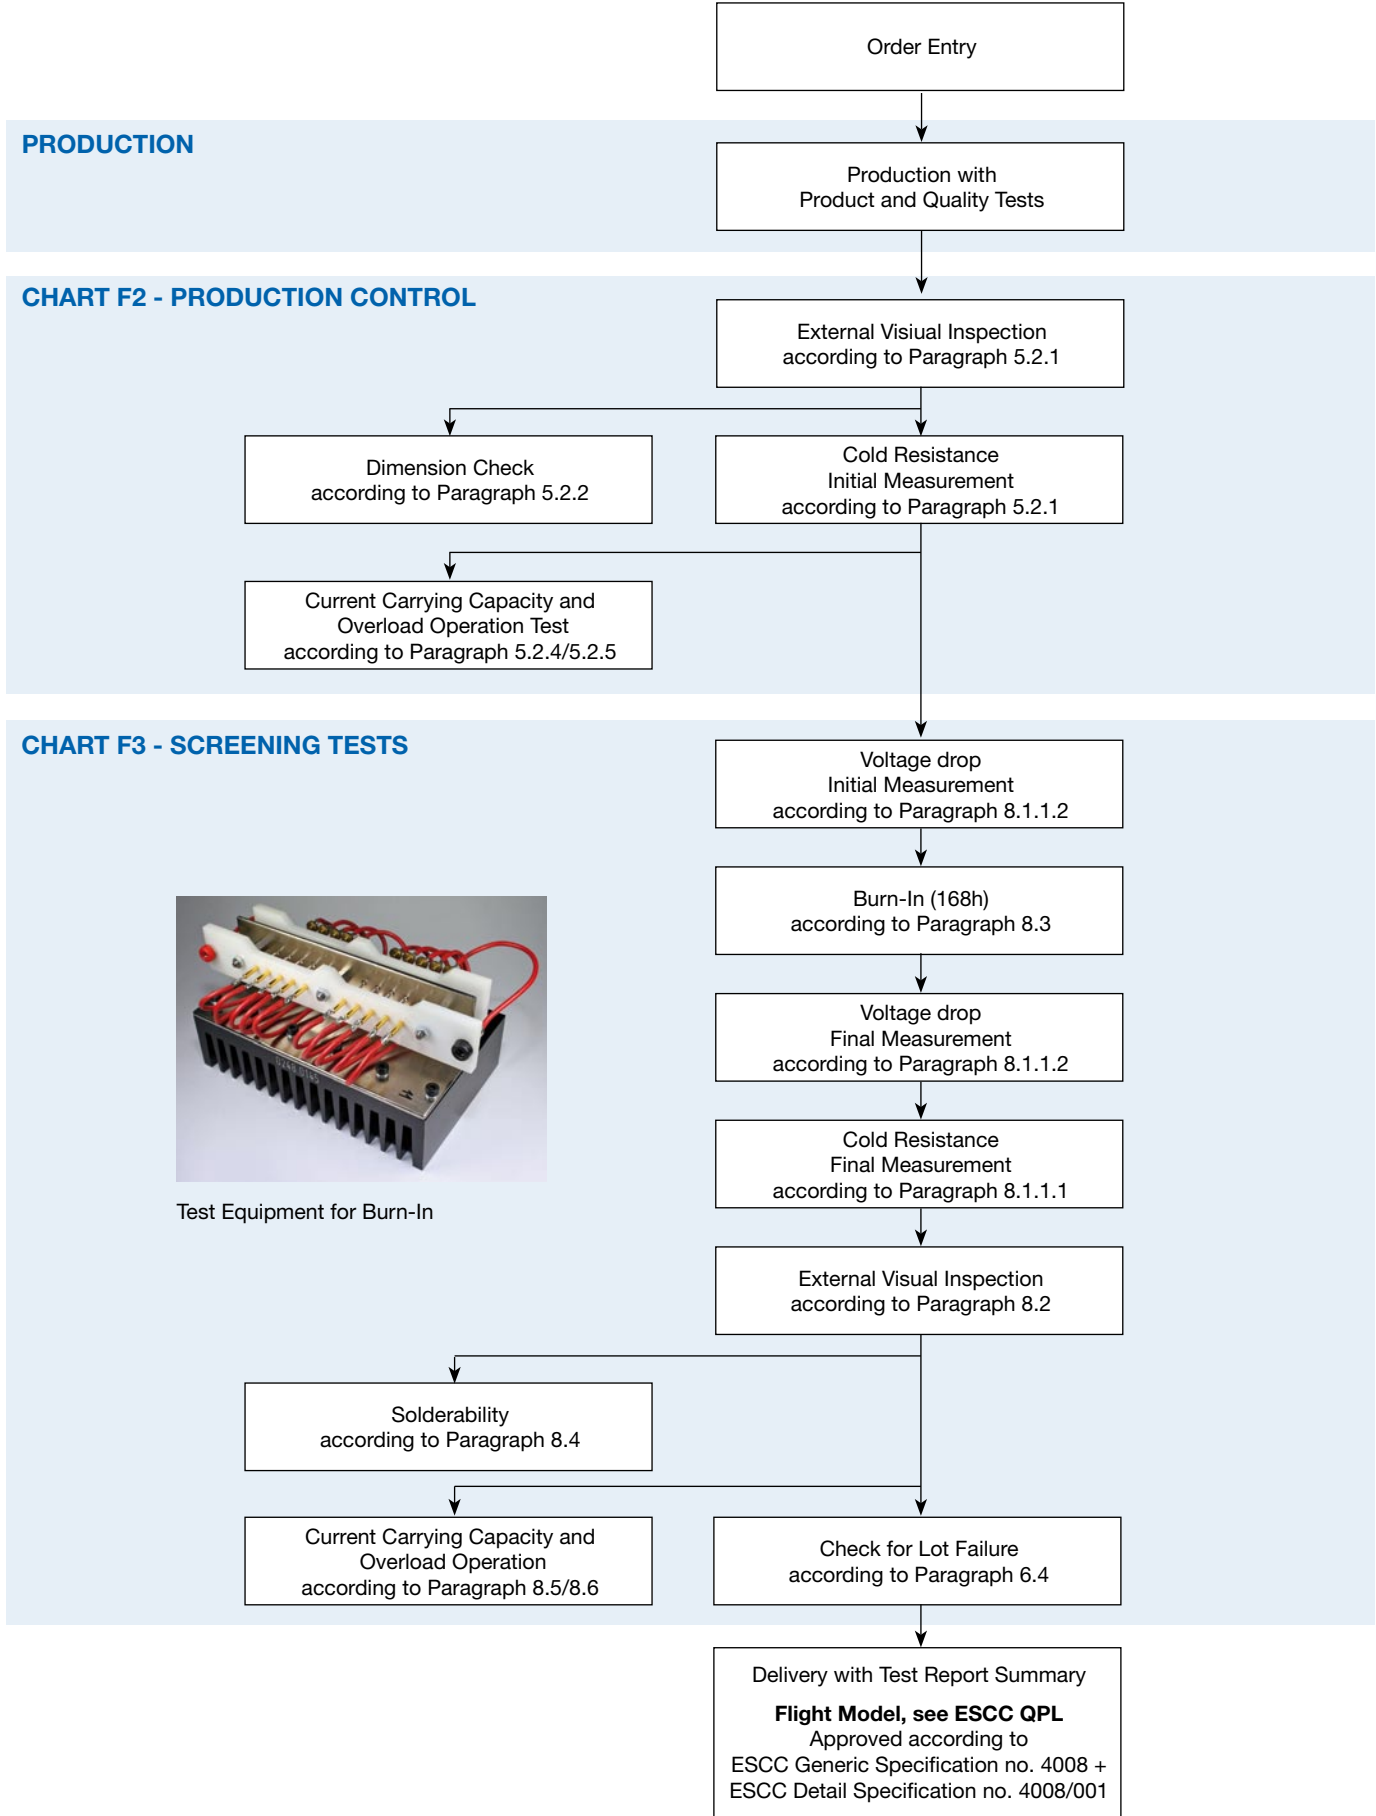 Order Entry
PRODUCTION
Production with
Product and Quality Tests
CHART F2 - PRODUCTION CONTROL
External Visiual Inspection
according to Paragraph 5.2.1
Dimension Check
according to Paragraph 5.2.2
Cold Resistance
Initial Measurement
according to Paragraph 5.2.1
Current Carrying Capacity and
Overload Operation Test
according to Paragraph 5.2.4/5.2.5
CHART F3 - SCREENING TESTS
Voltage drop
Initial Measurement
according to Paragraph 8.1.1.2
Burn-In (168h)
according to Paragraph 8.3
Voltage drop
Final Measurement
according to Paragraph 8.1.1.2
Cold Resistance
Final Measurement
according to Paragraph 8.1.1.1
Test Equipment for Burn-In
External Visual Inspection
according to Paragraph 8.2
Solderability
according to Paragraph 8.4
Current Carrying Capacity and
Overload Operation
according to Paragraph 8.5/8.6
Check for Lot Failure
according to Paragraph 6.4
Delivery with Test Report Summary
Flight Model, see ESCC QPL
Approved according to
ESCC Generic Specification no. 4008 +
ESCC Detail Specification no. 4008/001